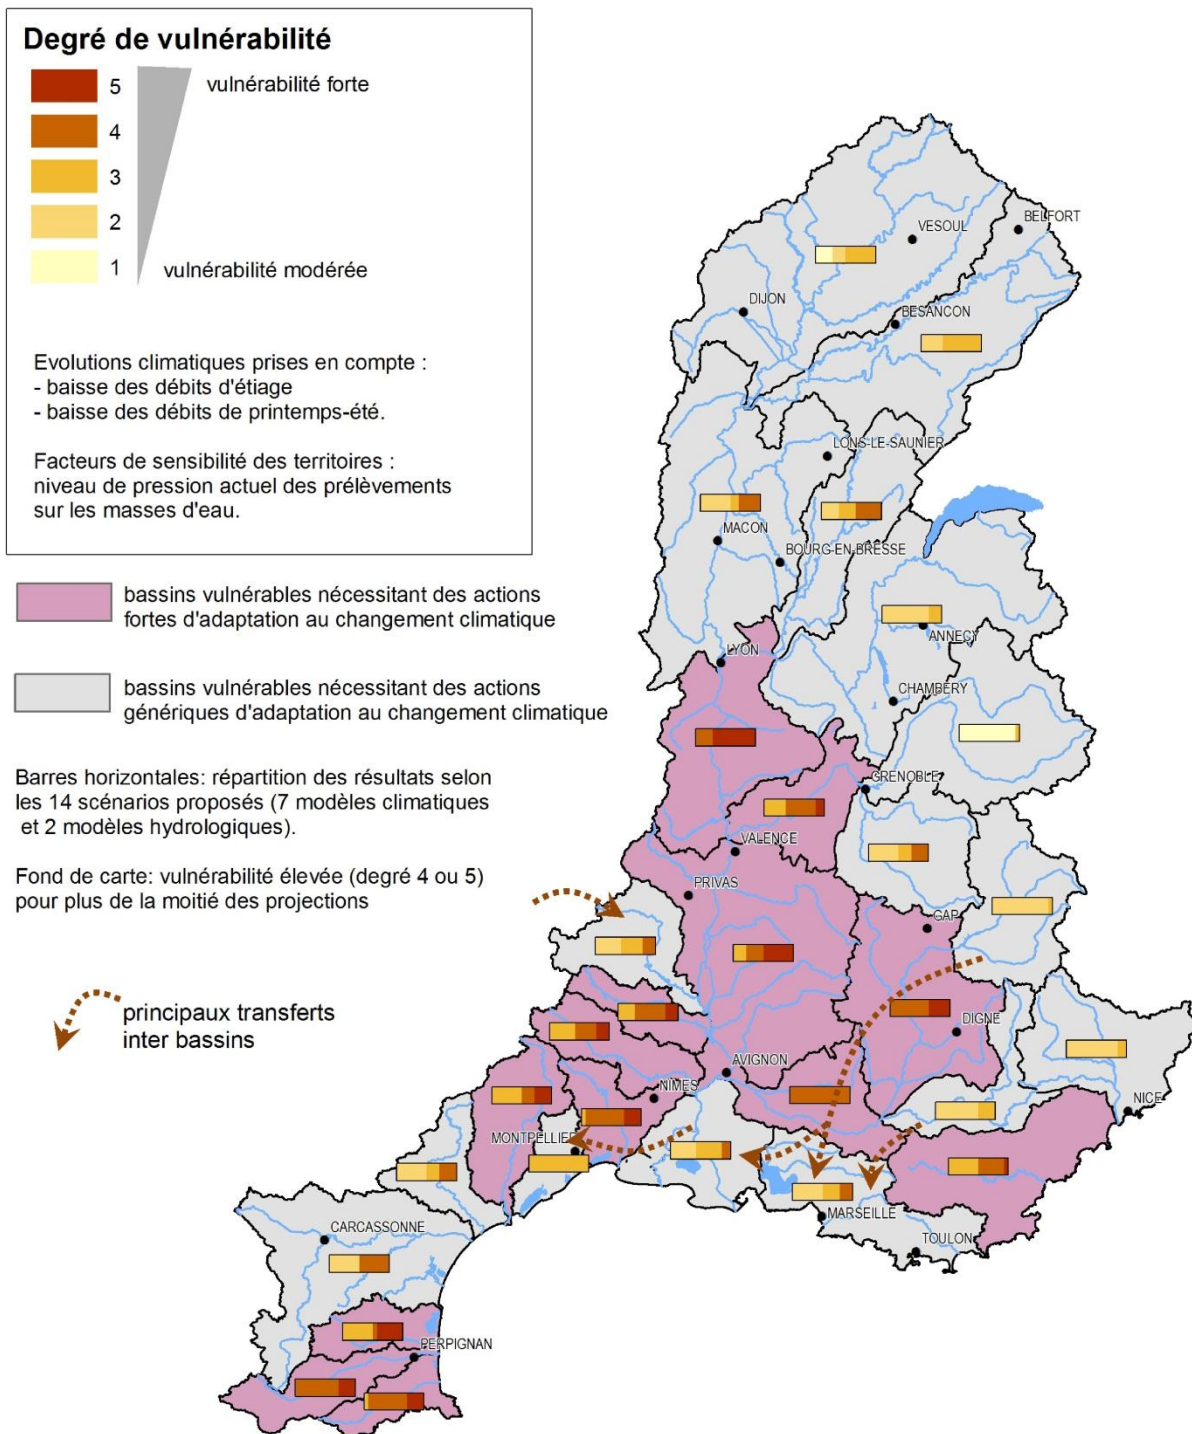 Degré de vulnérabilité
5
vulnérabilité forte
4
3
2
1
vulnérabilité modérée
Evolutions climatiques prises en compte :
- baisse des débits d'étiage
- baisse des débits de printemps-été.
Facteurs de sensibilité des territoires :
niveau de pression actuel des prélèvements
sur les masses d'eau.
bassins vulnérables nécessitant des actions
fortes d'adaptation au changement climatique
bassins vulnérables nécessitant des actions
génériques d'adaptation au changement climatique
Barres horizontales: répartition des résultats selon
les 14 scénarios proposés (7 modèles climatiques
et 2 modèles hydrologiques).
Fond de carte: vulnérabilité élevée (degré 4 ou 5)
pour plus de la moitié des projections
principaux transferts
inter bassins
VESOUL
BELFORT
DIJON
BESANCON
LONS-LE-SAUNIER
MACON
BOURG-EN-BRESSE
ANNECY
LYON
CHAMBÉRY
GRENOBLE
VALENCE
PRIVAS
GAP
DIGNE
AVIGNON
NÎMES
NICE
MONTPELLIER
MARSEILLE
TOULON
CARCASSONNE
PERPIGNAN